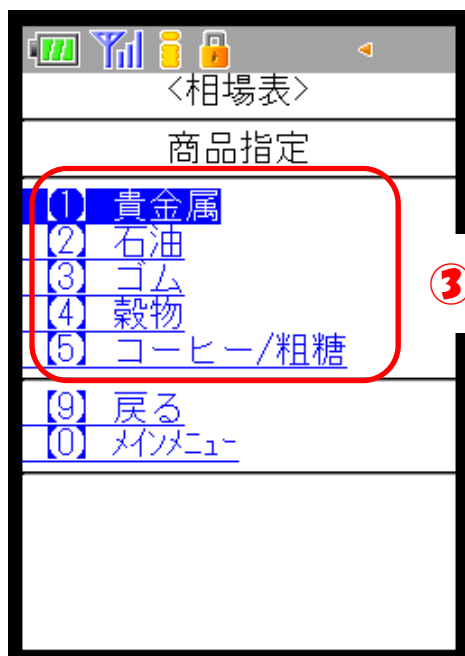 <相場表>
商品指定
(1) 貴金属
(2) 石油
(3) ゴム
(4) 穀物
(5) コーヒー/粗糖
③
(9) 戻る
(0) ﾒｲﾝﾒﾆｭｰ